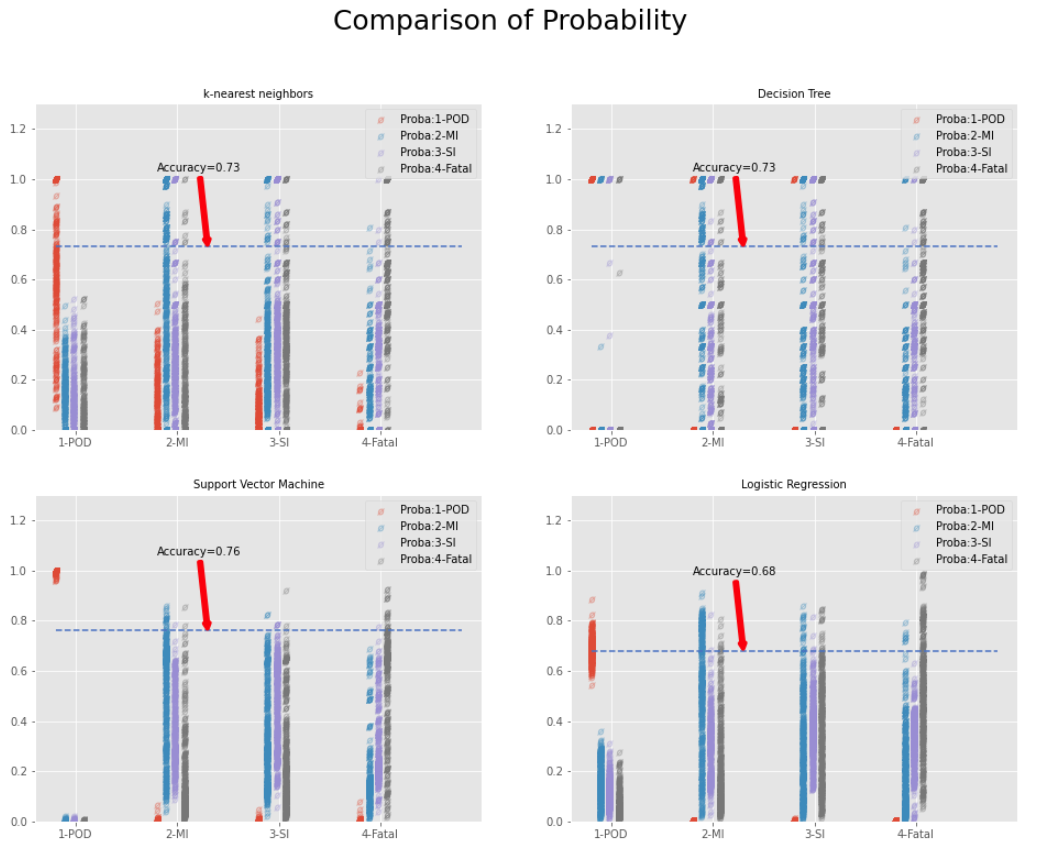 Comparison of Probability
k-nearest neighbors
Proba:1-POD
Proba:2-MI
Proba:3-SI
Proba:4-Fatal
Accuracy=0.73
1.2
1.0
0.8
0.6
0.4
0.2
0.0
1-POD 2-MI 3-SI 4-Fatal
Decision Tree
Proba:1-POD
Proba:2-MI
Proba:3-SI
Proba:4-Fatal
Accuracy=0.73
1.2
1.0
0.8
0.6
0.4
0.2
0.0
1-POD 2-MI 3-SI 4-Fatal
Support Vector Machine
Proba:1-POD
Proba:2-MI
Proba:3-SI
Proba:4-Fatal
Accuracy=0.76
1.2
1.0
0.8
0.6
0.4
0.2
0.0
1-POD 2-MI 3-SI 4-Fatal
Logistic Regression
Proba:1-POD
Proba:2-MI
Proba:3-SI
Proba:4-Fatal
Accuracy=0.68
1.2
1.0
0.8
0.6
0.4
0.2
0.0
1-POD 2-MI 3-SI 4-Fatal